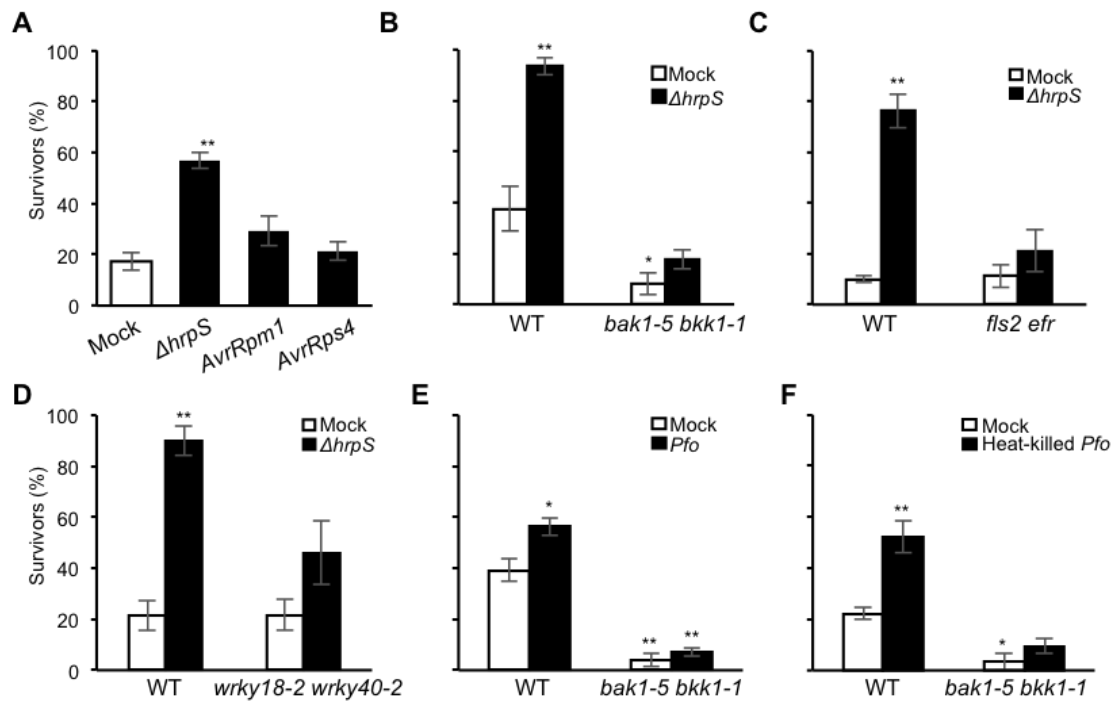 A
Survivors (%)
100
80
60
40
20
0
**
Mock
ΔhrpS
AvrRpm1
AvrRps4
B
Mock
ΔhrpS
**
*
WT
bak1-5 bkk1-1
C
Mock
ΔhrpS
**
WT
fls2 efr
D
Survivors (%)
100
80
60
40
20
0
Mock
ΔhrpS
**
WT
wrky18-2 wrky40-2
E
Mock
Pfo
*
** **
WT
bak1-5 bkk1-1
F
Mock
Heat-killed Pfo
**
*
WT
bak1-5 bkk1-1